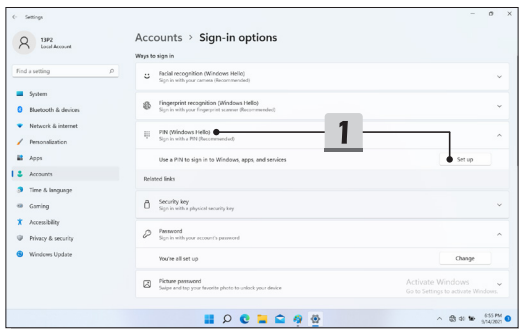 Settings
13P2
Local Account
Find a setting
System
Bluetooth & devices
Network & internet
Personalization
Apps
Accounts
Time & language
Gaming
Accessibility
Privacy & security
Windows Update
Accounts > Sign-in options
Ways to sign in
Facial recognition (Windows Hello)
Sign in with your camera (Recommended)
Fingerprint recognition (Windows Hello)
Sign in with your fingerprint scanner (Recommended)
PIN (Windows Hello)
Sign in with a PIN (Recommended)
1
Use a PIN to sign in to Windows, apps, and services
Set up
Related links
Security key
Sign in with a physical security key
Password
Sign in with your account's password
You're all set up
Change
Picture password
Swipe and tap your favorite photo to unlock your device
Activate Windows
Go to Settings to activate Windows.
6:55 PM
5/14/2021